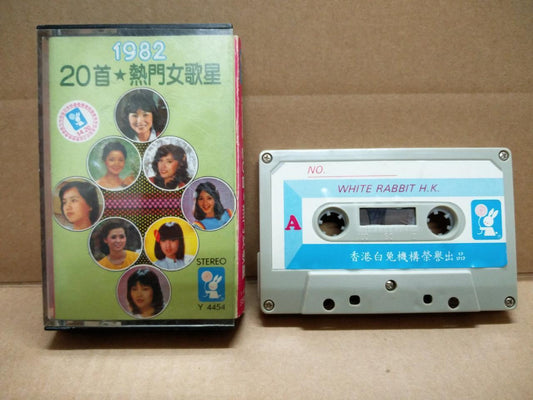 1982
20首★熱門女歌星
STEREO
Y 4454
NO.
WHITE RABBIT H.K.
A
香港白兔機構榮譽出品